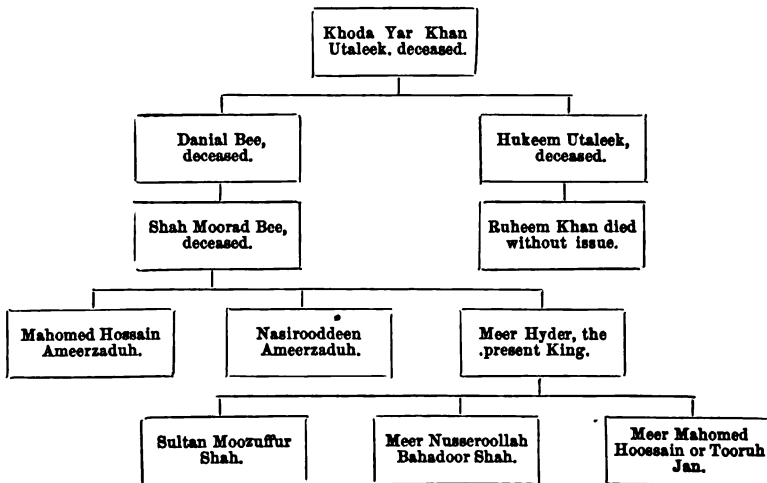 Khoda Yar Khan
Utaleek, deceased.
Danial Bee,
deceased.
Hukeem Utaleek,
deceased.
Shah Moorad Bee,
deceased.
Ruheem Khan died
without issue.
Mahomed Hossain
Ameerzaduh.
Nasirooddeen
Ameerzaduh.
Meer Hyder, the
present King.
Sultan Moozuffur
Shah.
Meer Nusseroollah
Bahadoor Shah.
Meer Mahomed
Hoossain or Tooruh
Jan.